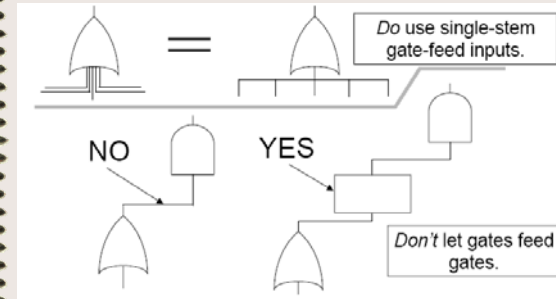 Do use single-stem
gate-feed inputs.
NO
YES
Don't let gates feed
gates.